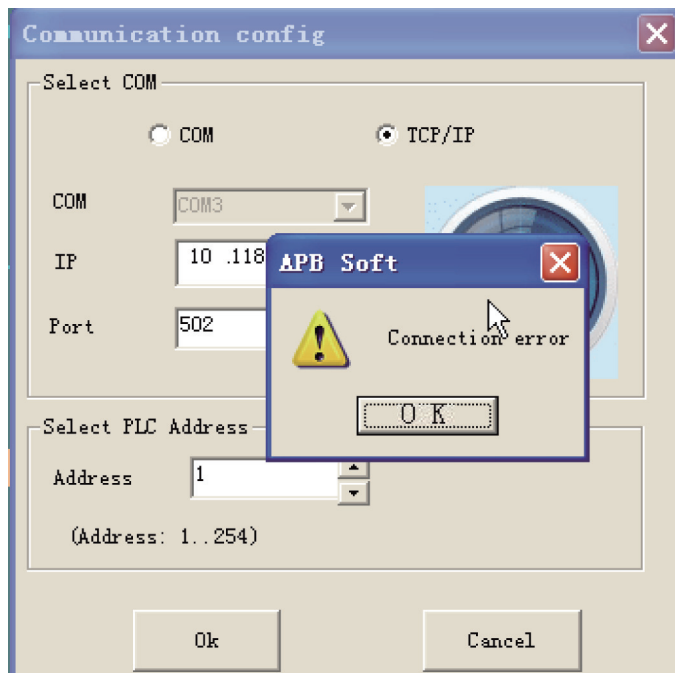 Communication config
Select COM
COM
TCP/IP
COM
COM3
IP
10 .118
APB Soft
Port
502
Connection error
OK
Select PLC Address
Address
1
(Address: 1..254)
Ok
Cancel